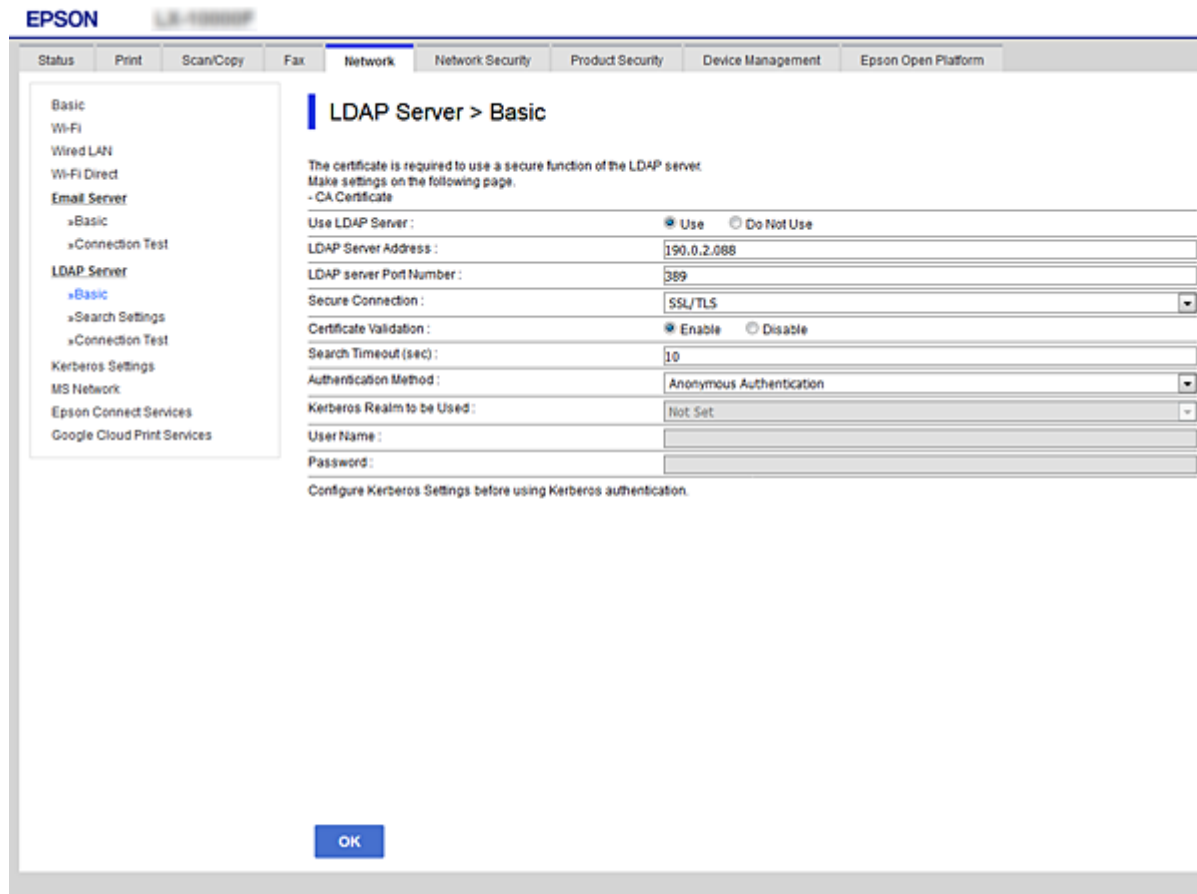 EPSON
Status Print Scan/Copy Fax Network Network Security Product Security Device Management Epson Open Platform
Basic
Wi-Fi
Wired LAN
Wi-Fi Direct
Email Server
»Basic
»Connection Test
LDAP Server
»Basic
»Search Settings
»Connection Test
Kerberos Settings
MS Network
Epson Connect Services
Google Cloud Print Services
LDAP Server > Basic
The certificate is required to use a secure function of the LDAP server.
Make settings on the following page.
- CA Certificate
Use LDAP Server : Use Do Not Use
LDAP Server Address : 190.0.2.088
LDAP server Port Number : 389
Secure Connection : SSL/TLS
Certificate Validation : Enable Disable
Search Timeout (sec) : 10
Authentication Method : Anonymous Authentication
Kerberos Realm to be Used : Not Set
User Name :
Password :
Configure Kerberos Settings before using Kerberos authentication.
OK